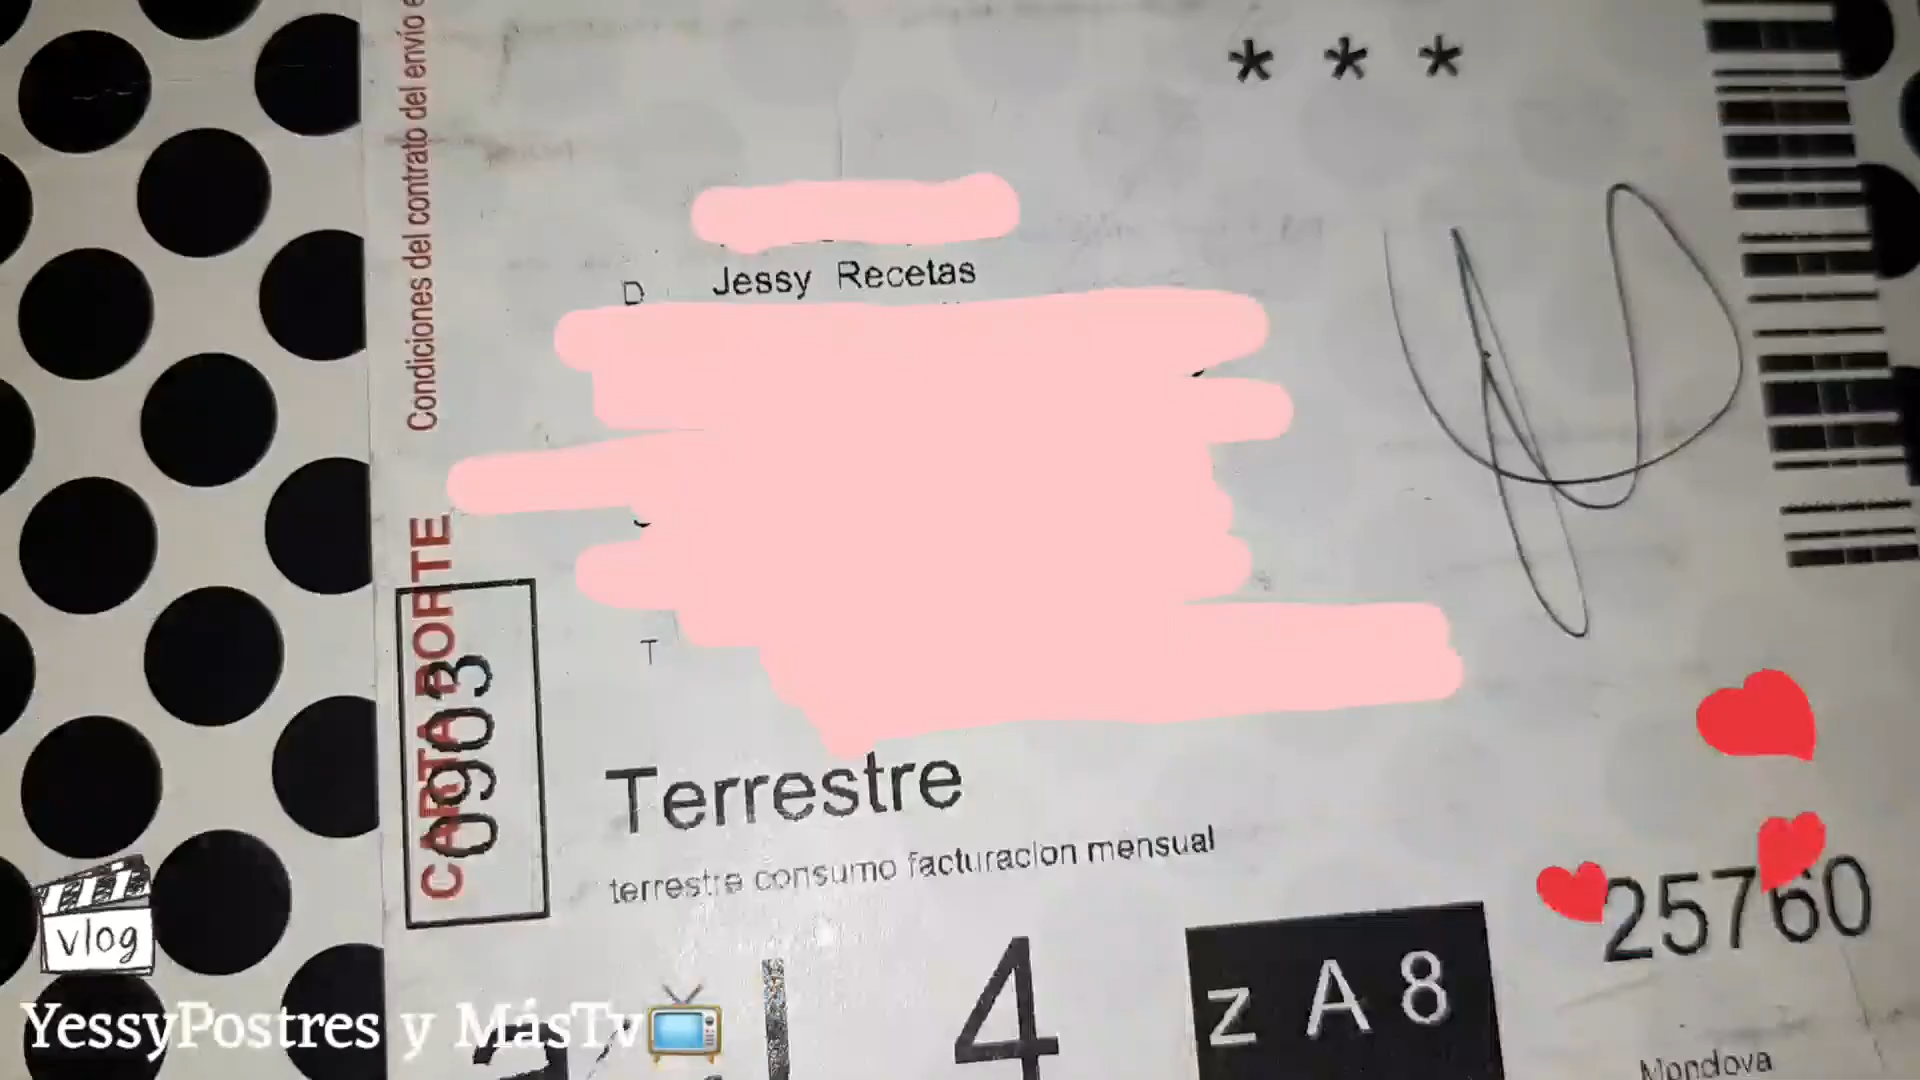 Condiciones del contrato del envío e
* * *
D Jessy Recetas
T
CARTA PORTE
0903
Terrestre
terrestre consumo facturacion mensual
25760
4
z A 8
Mondova
vlog
YessyPostres y MásTv